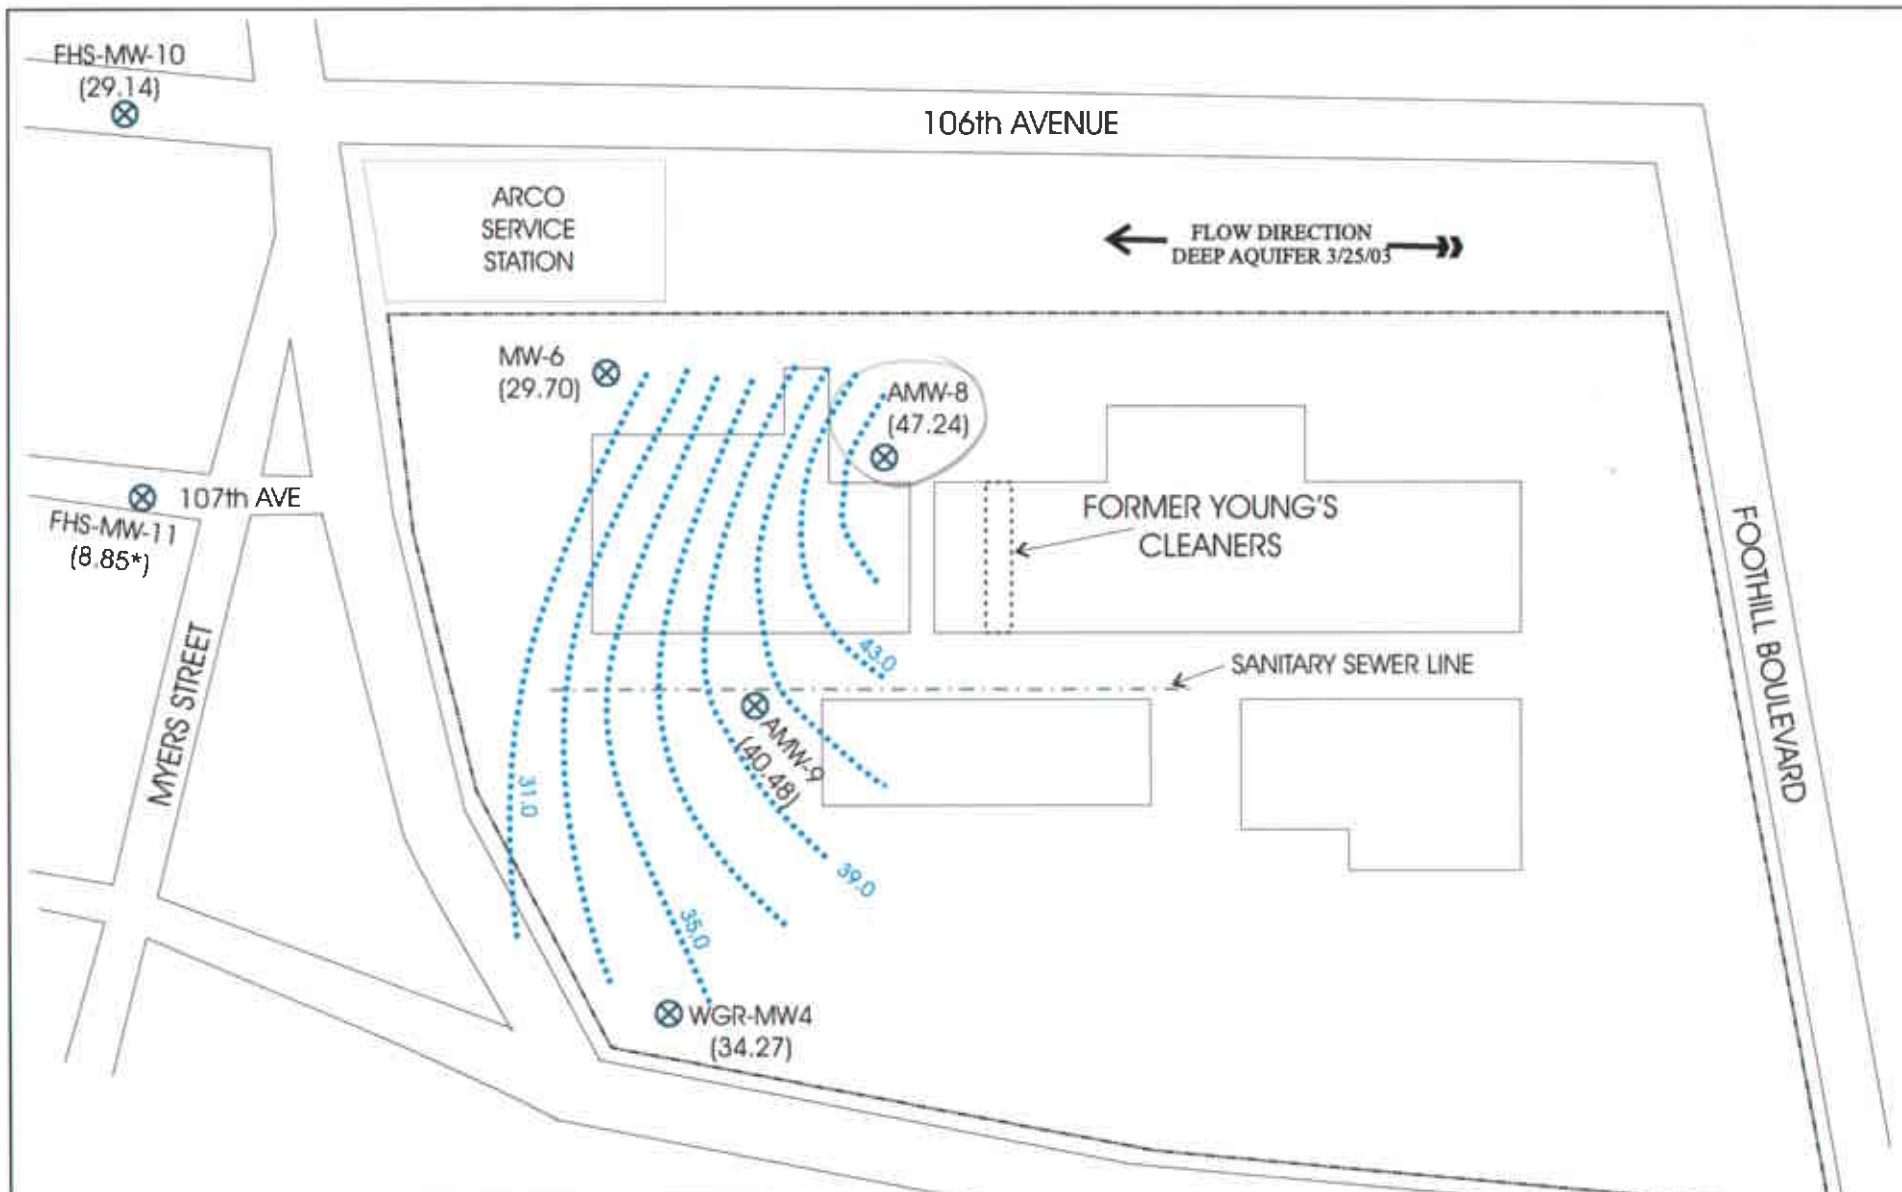 FHS-MW-10
(29.14)
106th AVENUE
ARCO
SERVICE
STATION
FLOW DIRECTION
DEEP AQUIFER 3/25/03
MW-6
(29.70)
AMW-8
(47.24)
107th AVE
FHS-MW-11
(8.85*)
FORMER YOUNG'S
CLEANERS
FOOTHILL BOULEVARD
MYERS STREET
43.0
SANITARY SEWER LINE
AMW-9
(40.48)
31.0
39.0
35.0
WGR-MW4
(34.27)